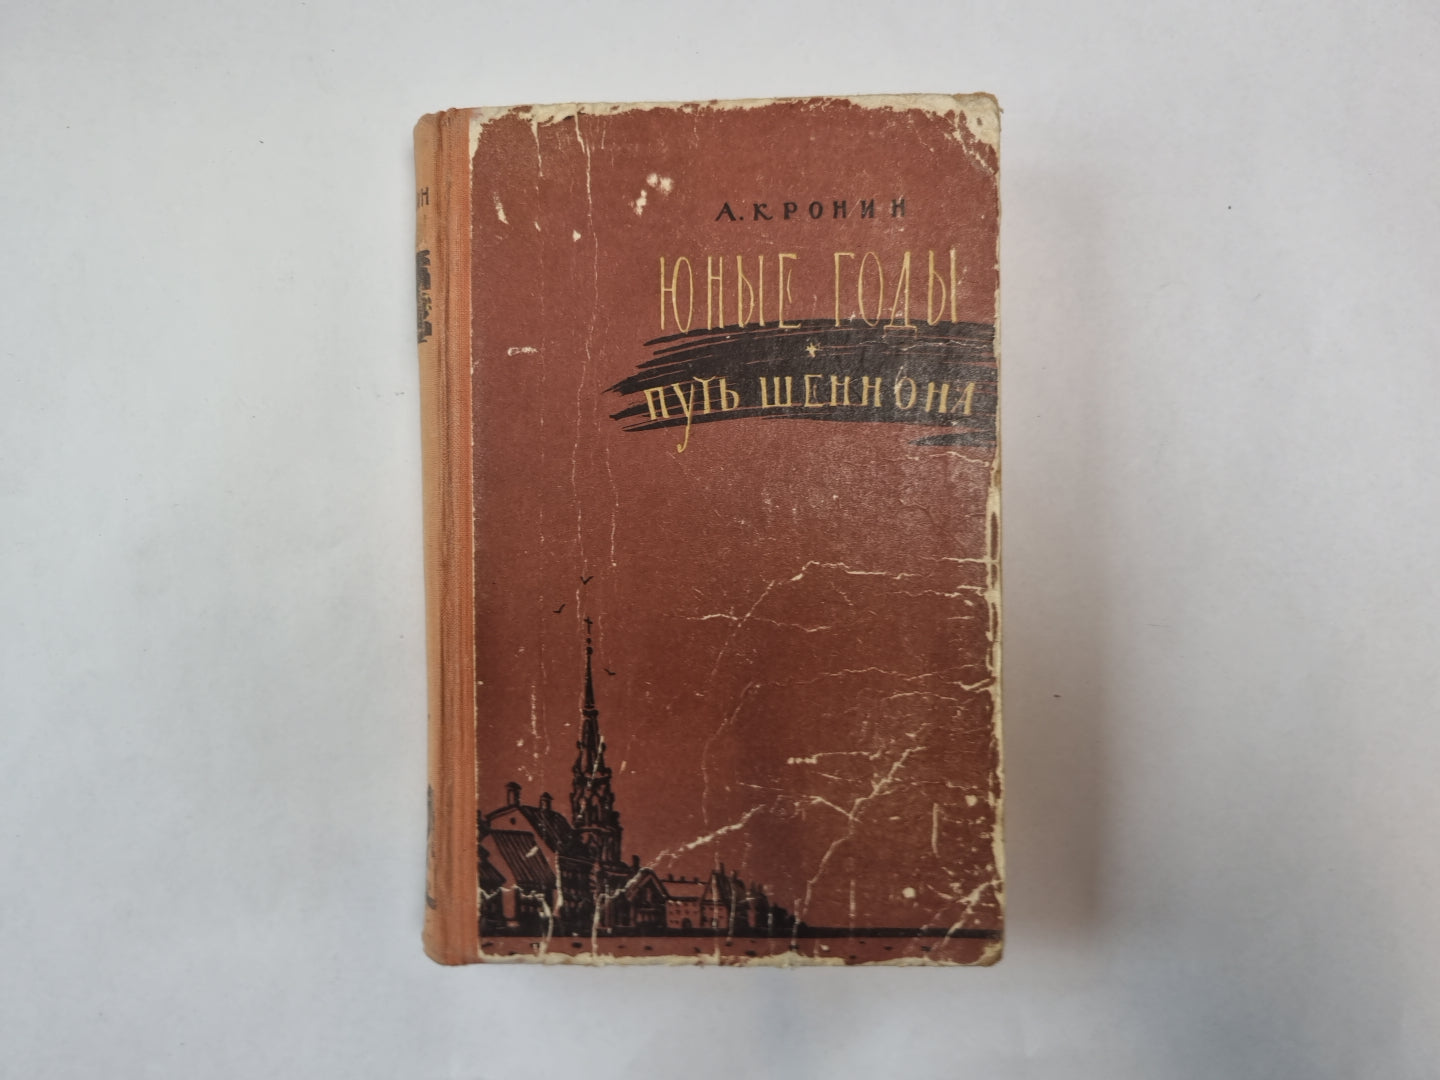 А. КРОНИН
ЮНЫЕ ГОДЫ
ПУТЬ ШЕННОНА